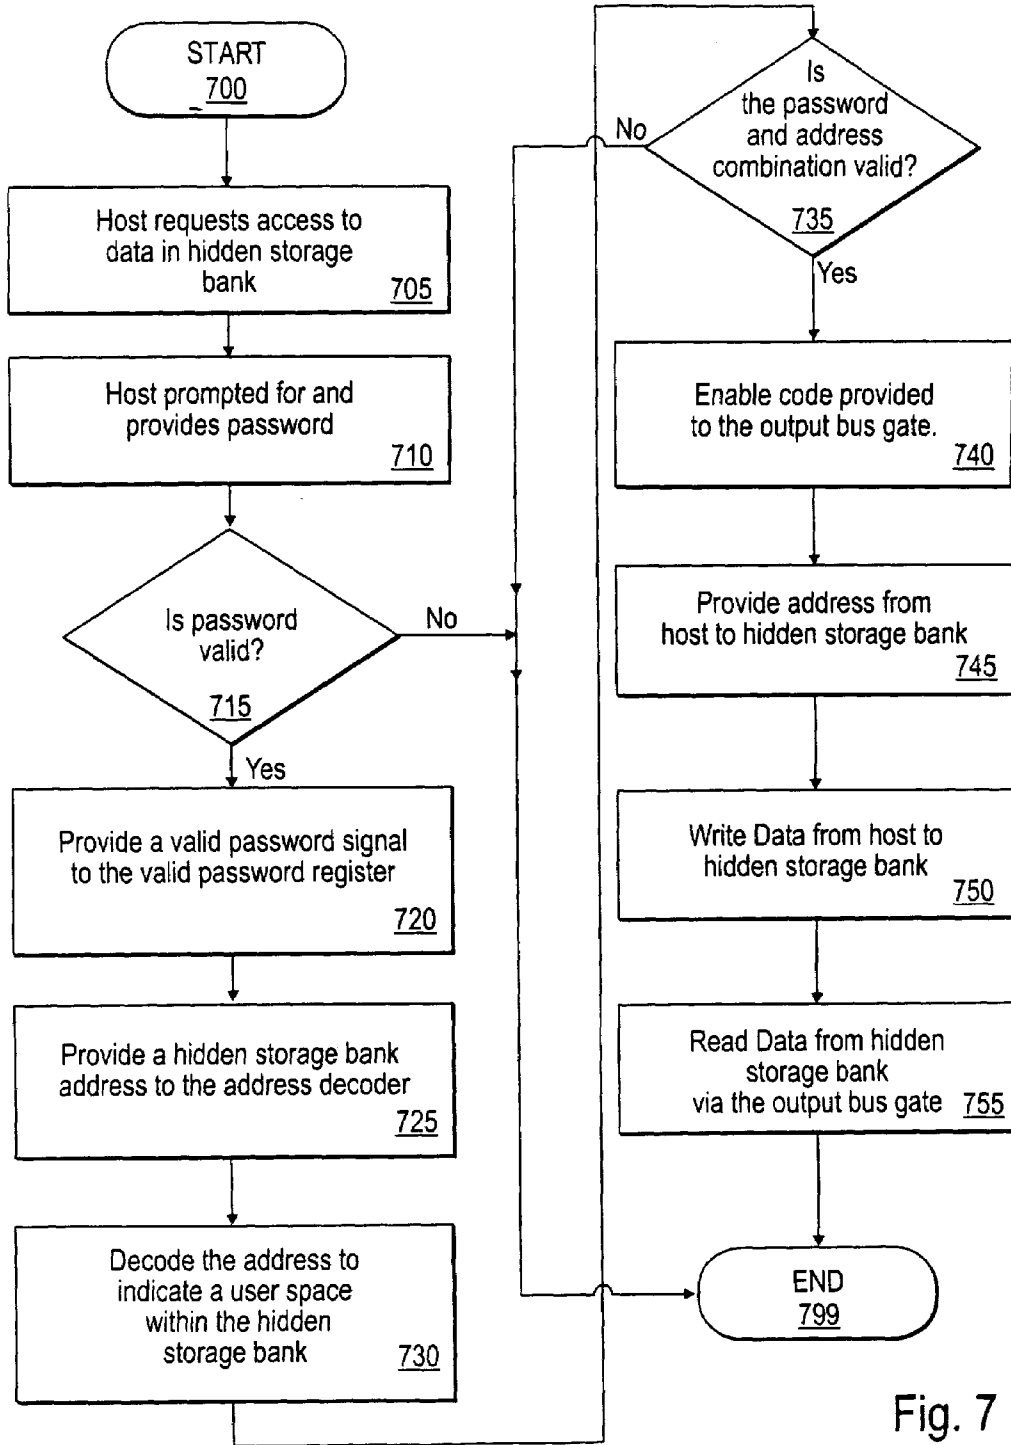 START
700
Host requests access to
data in hidden storage
bank
705
Host prompted for and
provides password
710
Is password
valid?
715
No
Yes
Provide a valid password signal
to the valid password register
720
Provide a hidden storage bank
address to the address decoder
725
Decode the address to
indicate a user space
within the hidden
storage bank
730
Is
the password
and address
combination valid?
735
No
Yes
Enable code provided
to the output bus gate.
740
Provide address from
host to hidden storage bank
745
Write Data from host to
hidden storage bank
750
Read Data from hidden
storage bank
via the output bus gate
755
END
799
Fig. 7